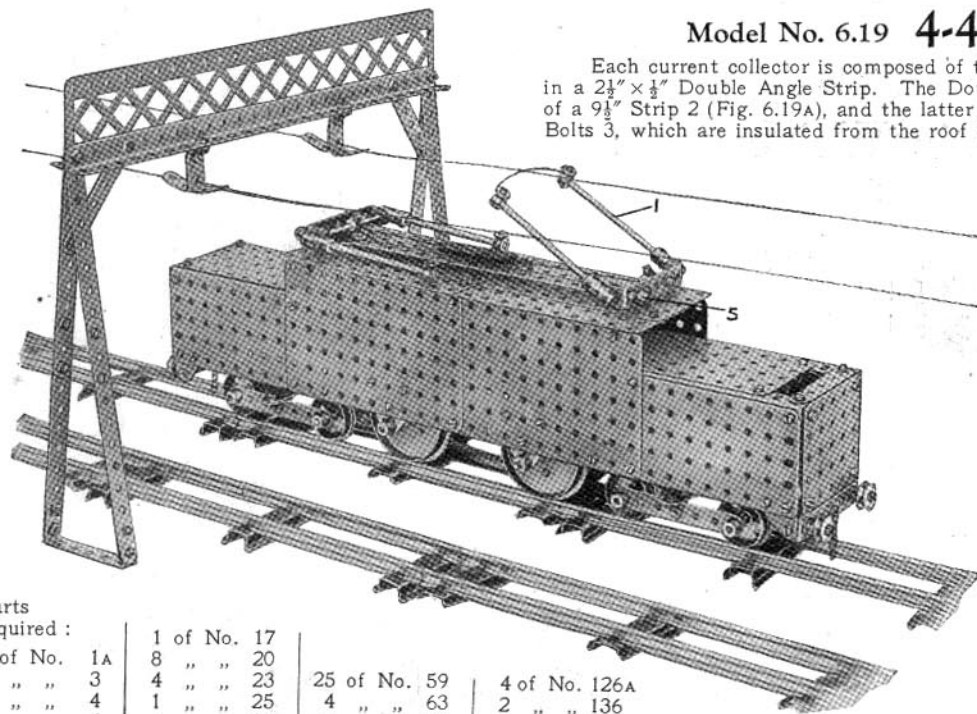 Model No. 6.19 4-4
Each current collector is composed of t
in a 2½″ × ½″ Double Angle Strip. The Do
of a 9½″ Strip 2 (Fig. 6.19A), and the latter
Bolts 3, which are insulated from the roof
1
5
arts
quired :
of No. 1A
„ „ 3
„ „ 4
1 of No. 17
8 „ „ 20
4 „ „ 23
1 „ „ 25
25 of No. 59
4 „ „ 63
4 of No. 126A
2 „ „ 136